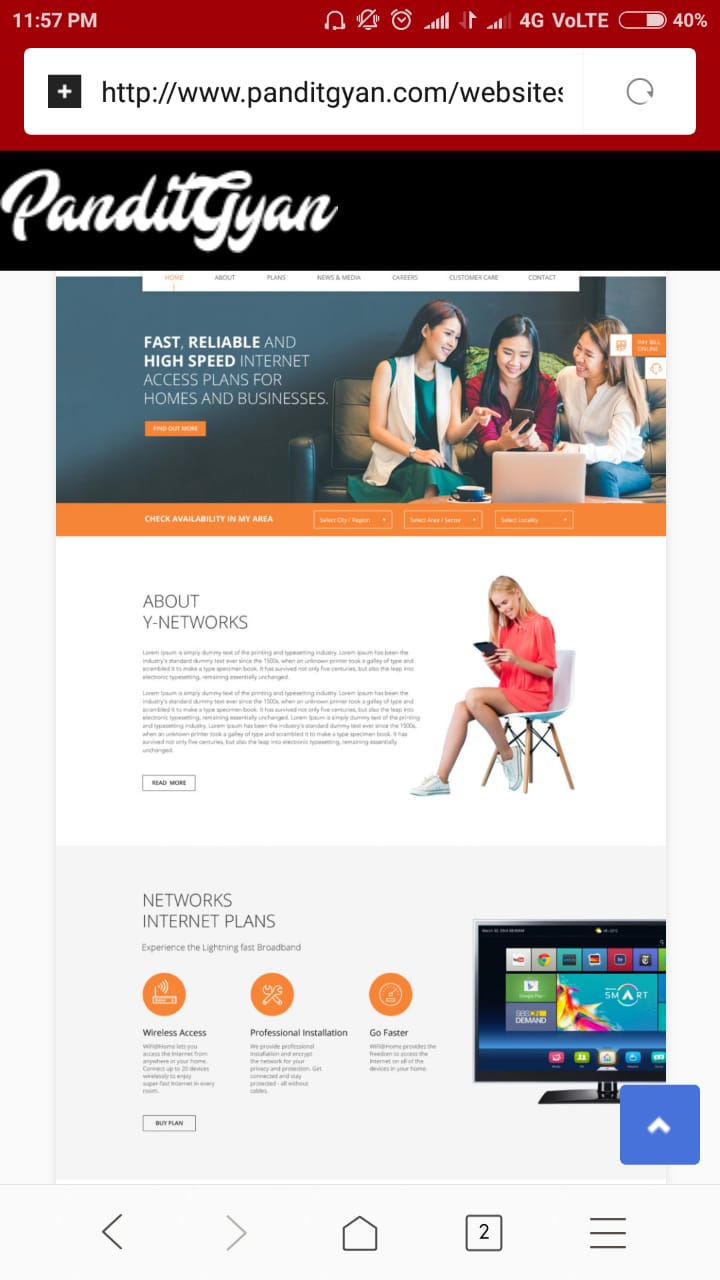 11:57 PM
4G VoLTE 40%
http://www.panditgyan.com/websites
PanditGyan
HOME ABOUT PLANS NEWS & MEDIA CAREERS CUSTOMER CARE CONTACT
FAST, RELIABLE AND
HIGH SPEED INTERNET
ACCESS PLANS FOR
HOMES AND BUSINESSES.
PAY BILL
ONLINE
FIND OUT MORE
CHECK AVAILABILITY IN MY AREA Select City / Region Select Area / Sector Select Locality
ABOUT
Y-NETWORKS
Lorem Ipsum is simply dummy text of the printing and typesetting industry. Lorem Ipsum has been the
industry's standard dummy text ever since the 1500s, when an unknown printer took a galley of type and
scrambled it to make a type specimen book. It has survived not only five centuries, but also the leap into
electronic typesetting, remaining essentially unchanged.
Lorem Ipsum is simply dummy text of the printing and typesetting industry. Lorem Ipsum has been the
industry's standard dummy text ever since the 1500s, when an unknown printer took a galley of type and
scrambled it to make a type specimen book. It has survived not only five centuries, but also the leap into
electronic typesetting, remaining essentially unchanged. Lorem Ipsum is simply dummy text of the printing
and typesetting industry. Lorem Ipsum has been the industry's standard dummy text ever since the 1500s,
when an unknown printer took a galley of type and scrambled it to make a type specimen book. It has
survived not only five centuries, but also the leap into electronic typesetting, remaining essentially
unchanged.
READ MORE
NETWORKS
INTERNET PLANS
Experience the Lightning fast Broadband
Wireless Access
Wifi@Home lets you
access the Internet from
anywhere in your home.
Connect up to 20 devices
wirelessly to enjoy
super-fast Internet in every
room.
Professional Installation
We provide professional
installation and encrypt
the network for your
privacy and protection. Get
connected and stay
protected - all without
cables.
Go Faster
Wifi@Home provides the
freedom to access the
Internet on all of the
devices in your home.
BUY PLAN
Google Play
SMART
DEMAND
2